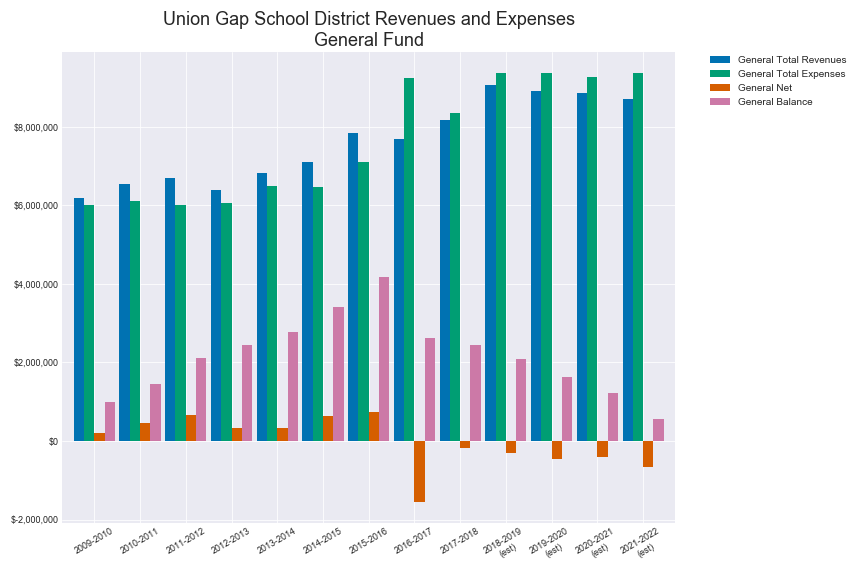 Union Gap School District Revenues and Expenses
General Fund
General Total Revenues
General Total Expenses
General Net
General Balance
$8,000,000
$6,000,000
$4,000,000
$2,000,000
$0
$-2,000,000
2009-2010
2010-2011
2011-2012
2012-2013
2013-2014
2014-2015
2015-2016
2016-2017
2017-2018
2018-2019
(est)
2019-2020
(est)
2020-2021
(est)
2021-2022
(est)